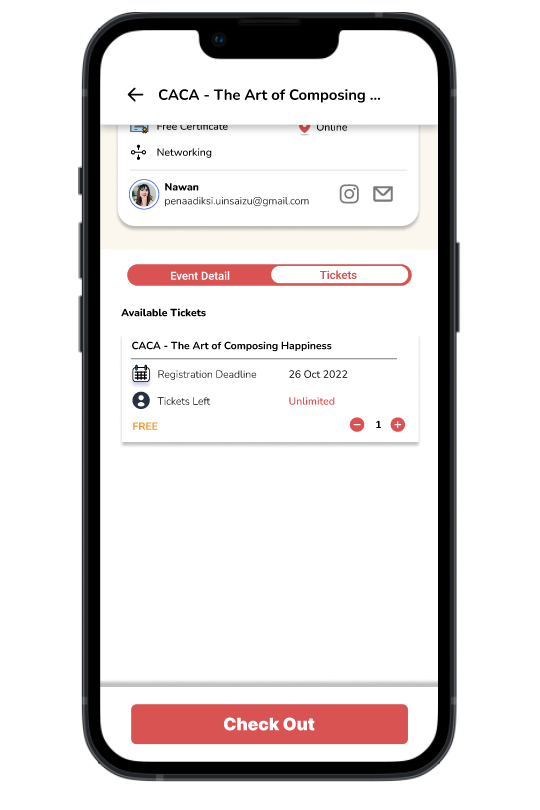 CACA - The Art of Composing ...
Free Certificate
Online
Networking
Nawan
penaadiksi.uinsaizu@gmail.com
Event Detail
Tickets
Available Tickets
CACA - The Art of Composing Happiness
Registration Deadline
26 Oct 2022
Tickets Left
Unlimited
FREE
1
Check Out